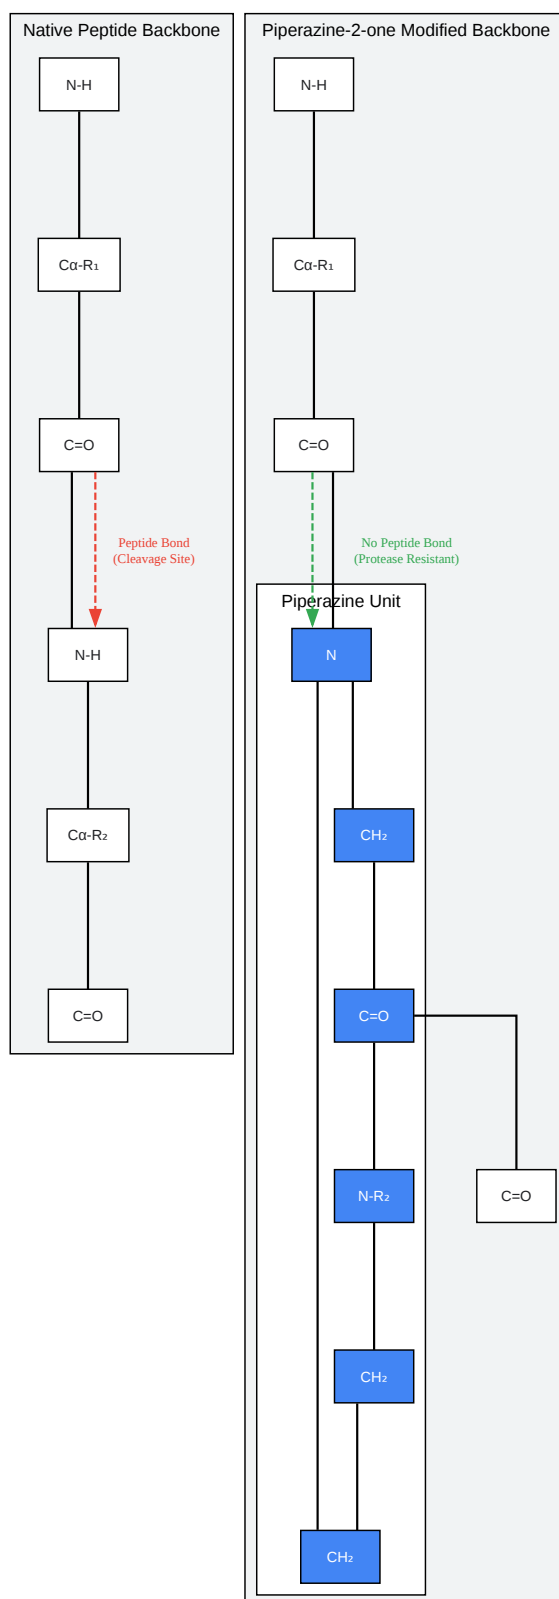 Native Peptide Backbone
N-H
Cα-R₁
C=O
Peptide Bond
(Cleavage Site)
N-H
Cα-R₂
C=O
Piperazine-2-one Modified Backbone
N-H
Cα-R₁
C=O
No Peptide Bond
(Protease Resistant)
Piperazine Unit
N
CH₂
C=O
N-R₂
C=O
CH₂
CH₂